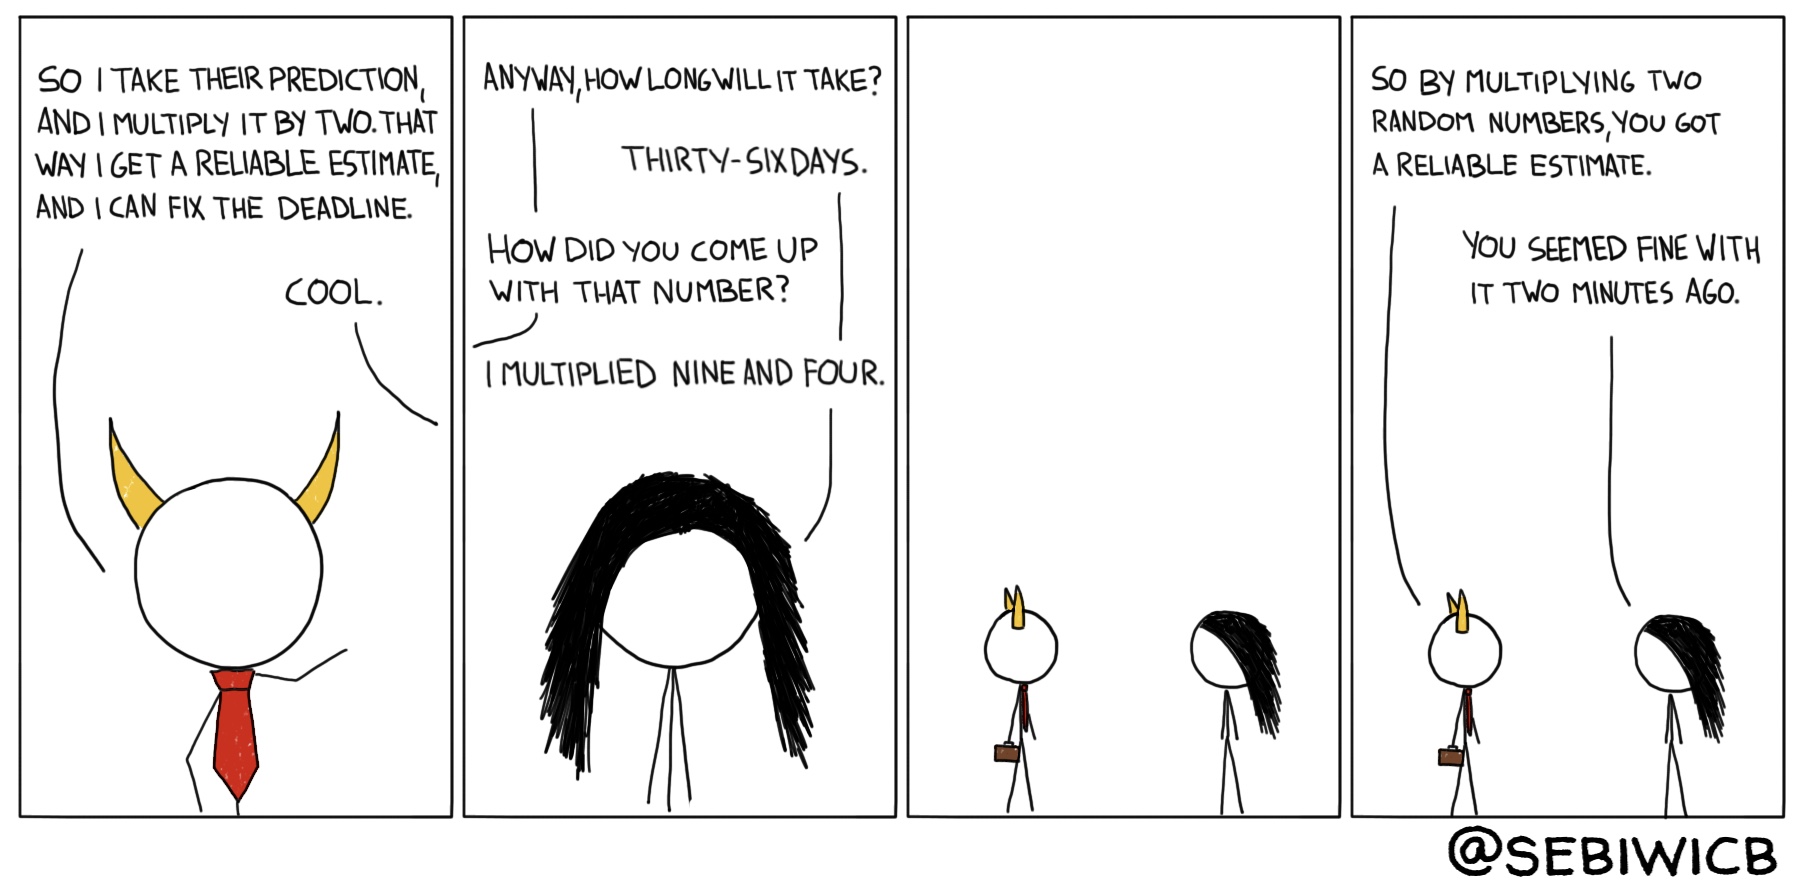 SO I TAKE THEIR PREDICTION,
AND I MULTIPLY IT BY TWO. THAT
WAY I GET A RELIABLE ESTIMATE,
AND I CAN FIX THE DEADLINE.
COOL.
ANYWAY, HOW LONG WILL IT TAKE?
THIRTY-SIX DAYS.
HOW DID YOU COME UP
WITH THAT NUMBER?
I MULTIPLIED NINE AND FOUR.
SO BY MULTIPLYING TWO
RANDOM NUMBERS, YOU GOT
A RELIABLE ESTIMATE.
YOU SEEMED FINE WITH
IT TWO MINUTES AGO.
@SEBIWICB